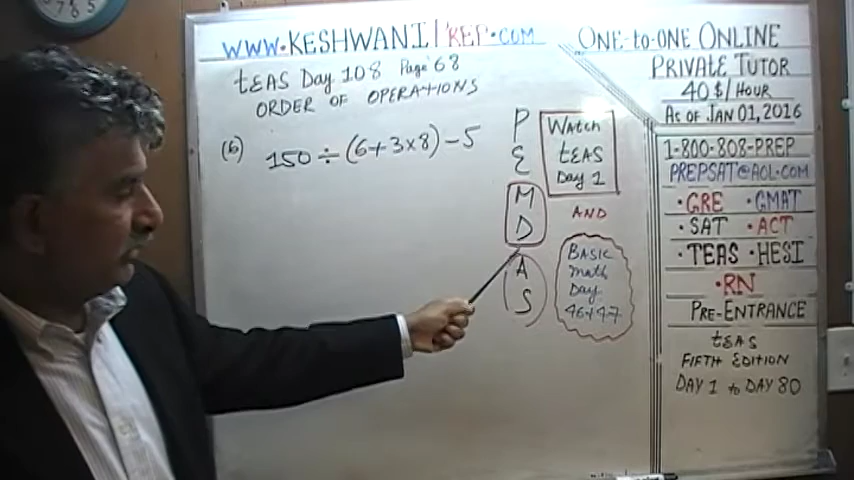 WWW.KESHWANIPREP.COM
tEAS Day 108 Page 68
ORDER OF OPERATIONS
(6) 150 ÷ (6+3×8) - 5
P
E
M
D
A
S
WAtch
tEAS
Day 1
AND
BASIC
math
Day
46+47
ONE-to-ONE ONLINE
PRIVATE TUTOR
40 $/HOUR
AS OF JAN 01, 2016
1-800-808-PREP
PREPSAT@AOL.COM
• GRE • GMAT
• SAT • ACT
• TEAS • HESI
• RN
PRE-ENTRANCE
tEAS
FIFTH EDITION
DAY 1 to DAY 80